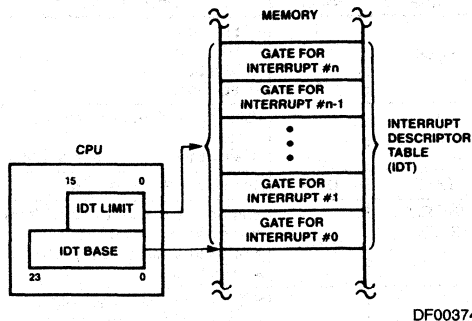 MEMORY
GATE FOR
INTERRUPT #n
GATE FOR
INTERRUPT #n-1
INTERRUPT
DESCRIPTOR
TABLE
(IDT)
CPU
15 0
IDT LIMIT
GATE FOR
INTERRUPT #1
IDT BASE
GATE FOR
INTERRUPT #0
23 0